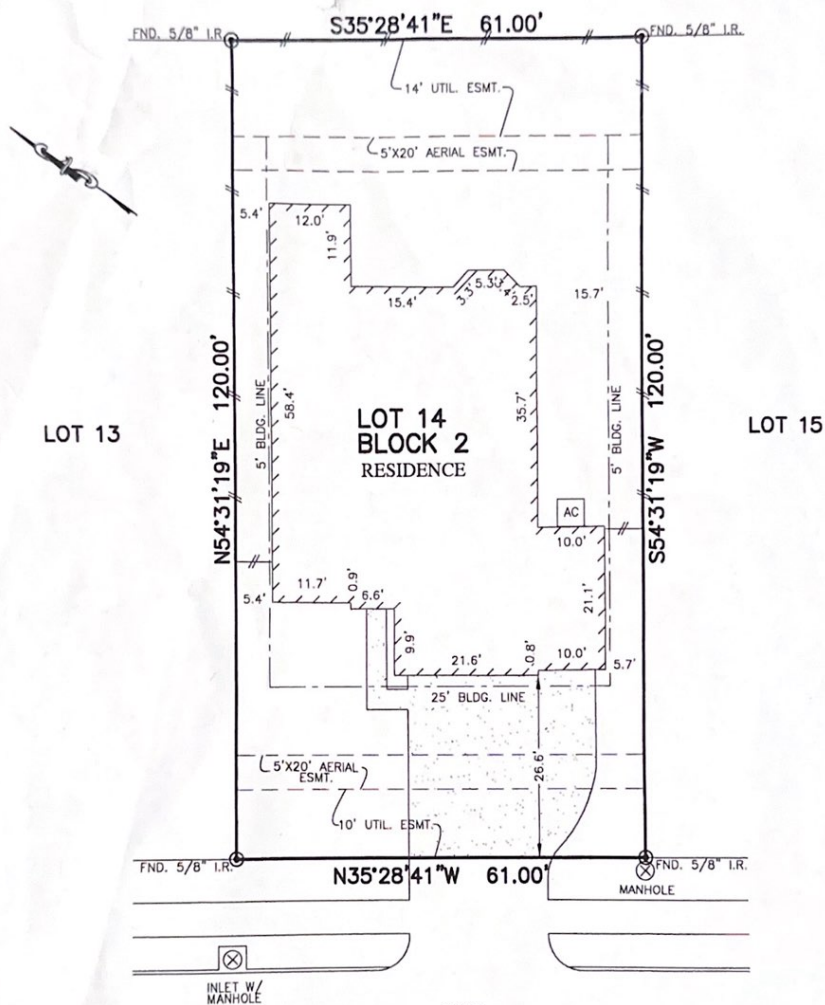 S35°28'41"E 61.00'
FND. 5/8" I.R.
FND. 5/8" I.R.
14' UTIL. ESMT.
5'X20' AERIAL ESMT.
5.4'
12.0'
11.9'
15.4'
3.3'
5.3'
3.4'
2.5'
15.7'
N54°31'19"E 120.00'
5' BLDG. LINE
58.4'
35.7'
5' BLDG. LINE
S54°31'19"W 120.00'
LOT 13
LOT 14
BLOCK 2
RESIDENCE
LOT 15
AC
10.0'
21.1'
5.4'
11.7'
0.9'
6.6'
9.9'
21.6'
0.8'
10.0'
5.7'
25' BLDG. LINE
26.6'
5'X20' AERIAL
ESMT.
10' UTIL. ESMT.
FND. 5/8" I.R.
N35°28'41"W 61.00'
FND. 5/8" I.R.
MANHOLE
INLET W/
MANHOLE